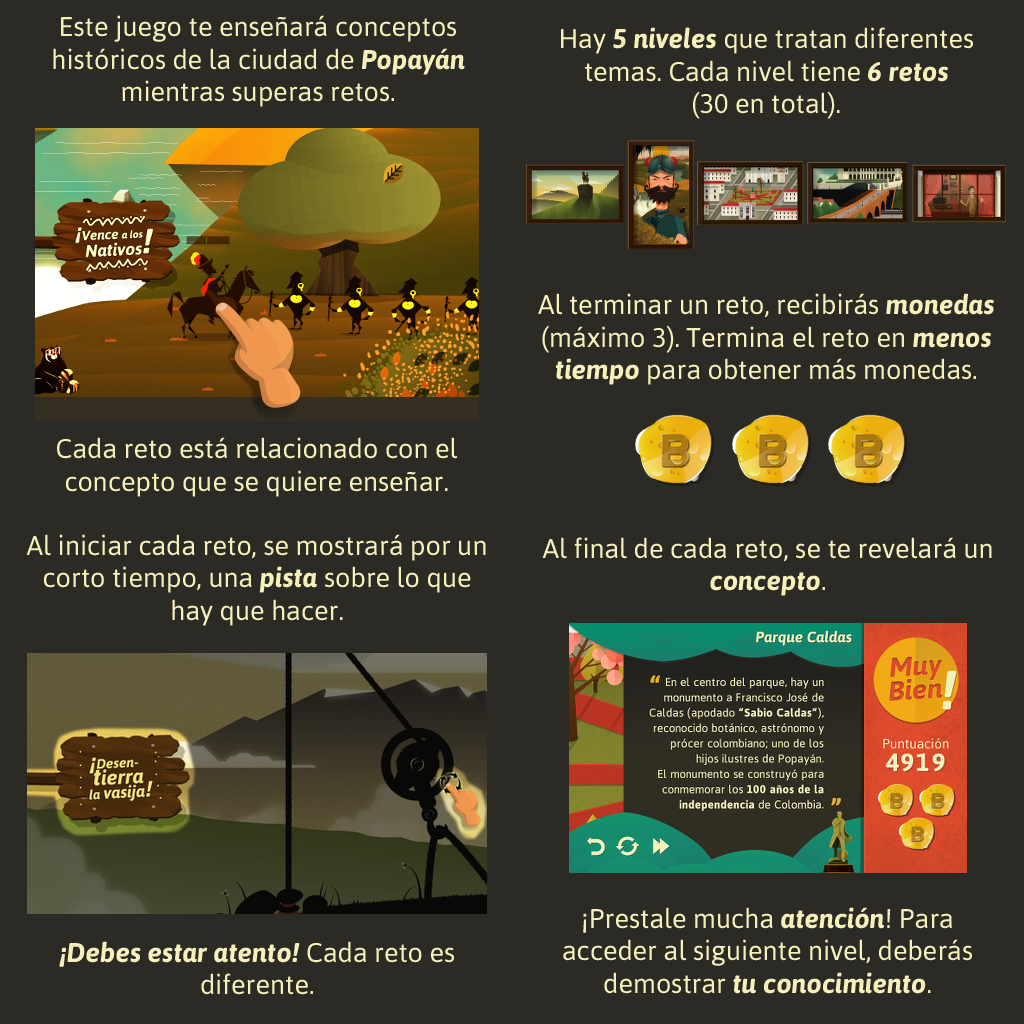 Este juego te enseñará conceptos
históricos de la ciudad de Popayán
mientras superas retos.
¡Vence a los
Nativos!
Cada reto está relacionado con el
concepto que se quiere enseñar.
Hay 5 niveles que tratan diferentes
temas. Cada nivel tiene 6 retos
(30 en total).
Al terminar un reto, recibirás monedas
(máximo 3). Termina el reto en menos
tiempo para obtener más monedas.
B B B
Al iniciar cada reto, se mostrará por un
corto tiempo, una pista sobre lo que
hay que hacer.
¡Desen-
tierra
la vasija!
¡Debes estar atento! Cada reto es
diferente.
Al final de cada reto, se te revelará un
concepto.
Parque Caldas
“ En el centro del parque, hay un
monumento a Francisco José de
Caldas (apodado “Sabio Caldas“),
reconocido botánico, astrónomo y
prócer colombiano; uno de los
hijos ilustres de Popayán.
El monumento se construyó para
conmemorar los 100 años de la
independencia de Colombia. ”
Muy
Bien!
Puntuación
4919
B B
B
¡Prestale mucha atención! Para
acceder al siguiente nivel, deberás
demostrar tu conocimiento.